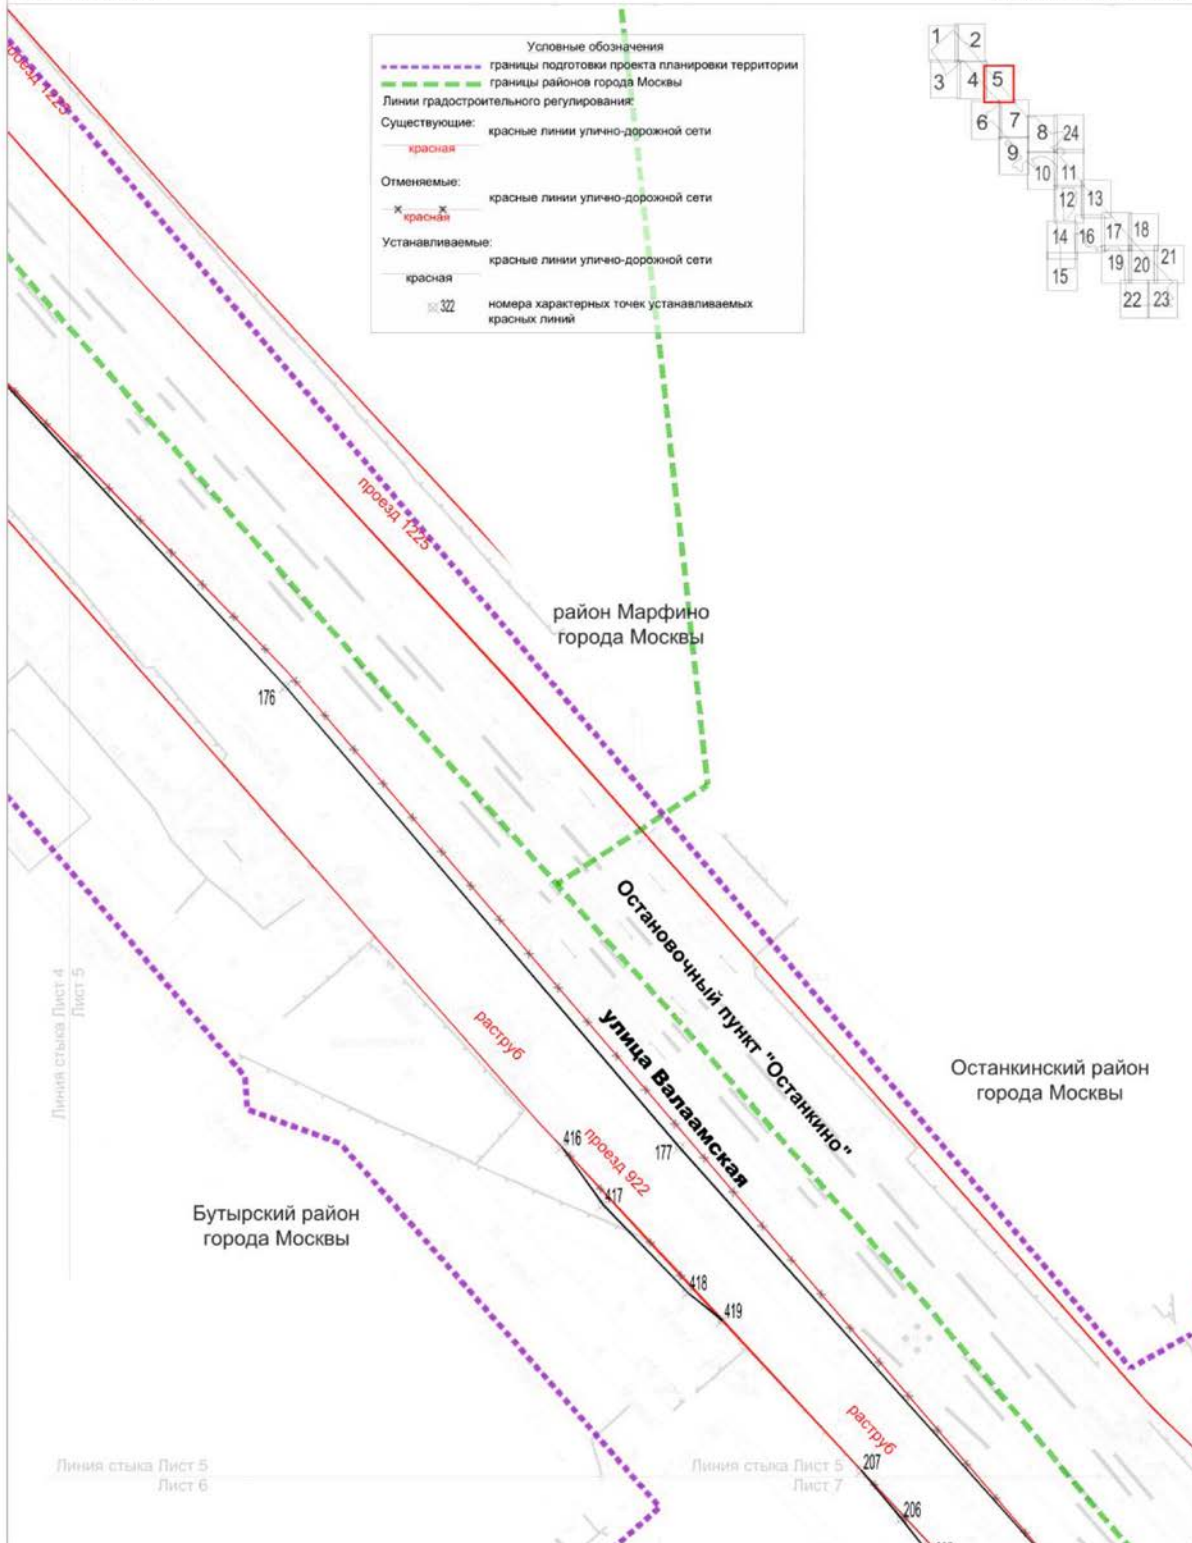 Условные обозначения
границы подготовки проекта планировки территории
границы районов города Москвы
Линии градостроительного регулирования:
Существующие:
красные линии улично-дорожной сети
красная
Отменяемые:
красные линии улично-дорожной сети
красная
Устанавливаемые:
красные линии улично-дорожной сети
красная
322
номера характерных точек устанавливаемых
красных линий
1
2
3
4
5
6
7
8
24
9
10
11
12
13
14
16
17
18
15
19
20
21
22
23
проезд 1225
проезд 1225
район Марфино
города Москвы
176
Остановочный пункт "Останкино"
улица Валаамская
Линия стыка Лист 4
Лист 5
раструб
Останкинский район
города Москвы
416
проезд 922
177
417
Бутырский район
города Москвы
418
419
раструб
Линия стыка Лист 5
Лист 6
Линия стыка Лист 5
Лист 7
207
206